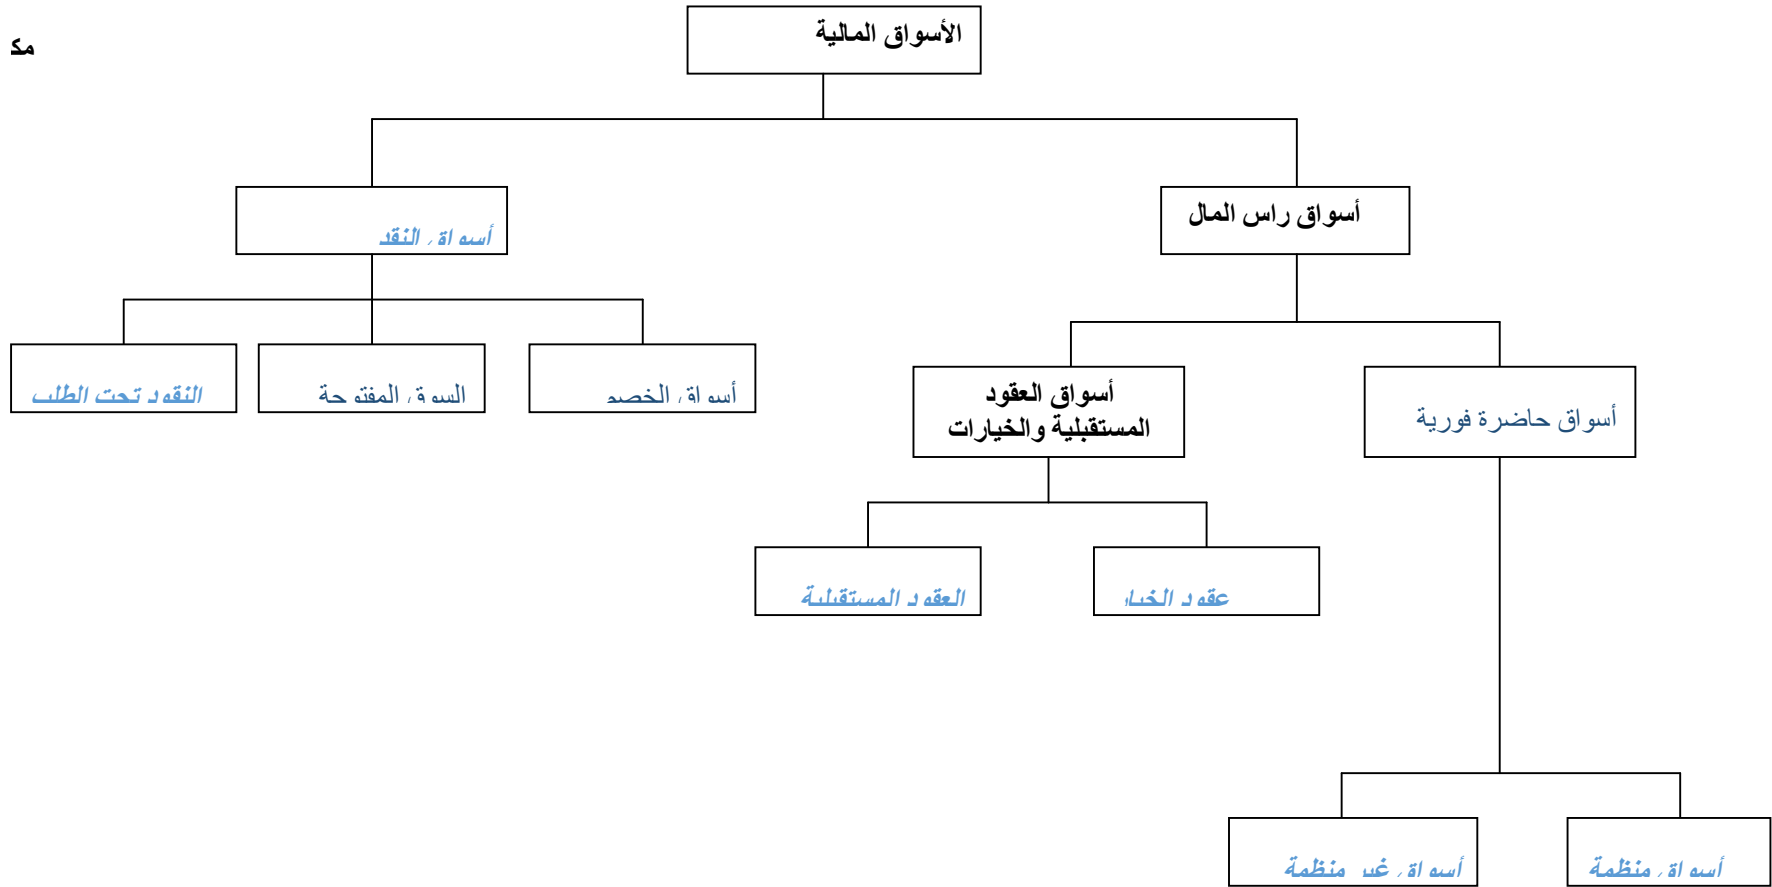 الأسواق المالية
مك
أسواق راس المال
أسواق النقد
أسواق حاضرة فورية
أسواق العقود
المستقبلية والخيارات
أسواق الخصم
السوق المفتوحة
النقود تحت الطلب
عقود الخيار
العقود المستقبلية
أسواق منظمة
أسواق غير منظمة